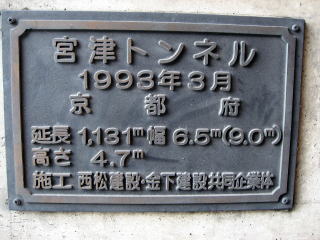 宮津トンネル
1993年3月
京都府
延長 1,131m 幅 6.5m(9.0m)
高さ 4.7m
施工 西松建設・金下建設共同企業体